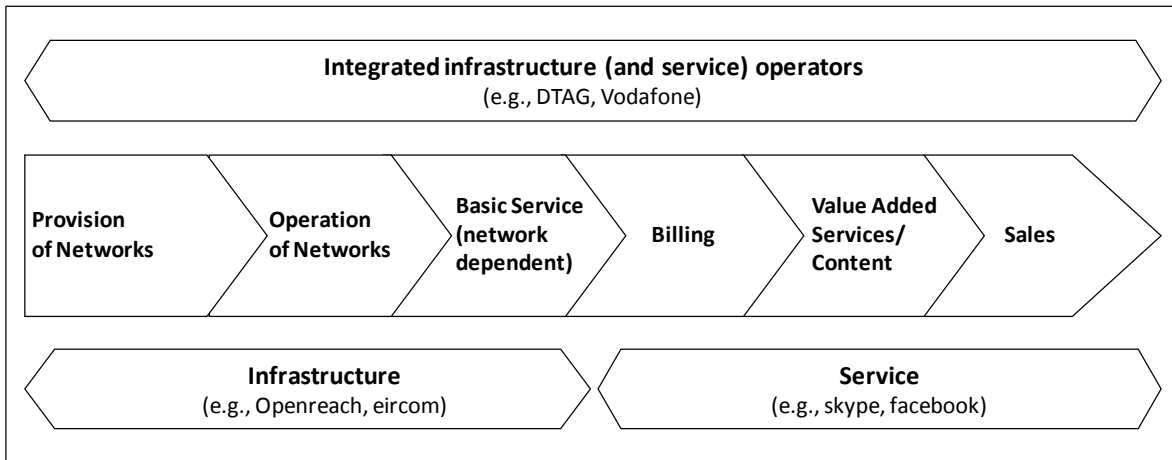 Integrated infrastructure (and service) operators
(e.g., DTAG, Vodafone)
Provision
of Networks
Operation
of Networks
Basic Service
(network
dependent)
Billing
Value Added
Services/
Content
Sales
Infrastructure
(e.g., Openreach, eircom)
Service
(e.g., skype, facebook)